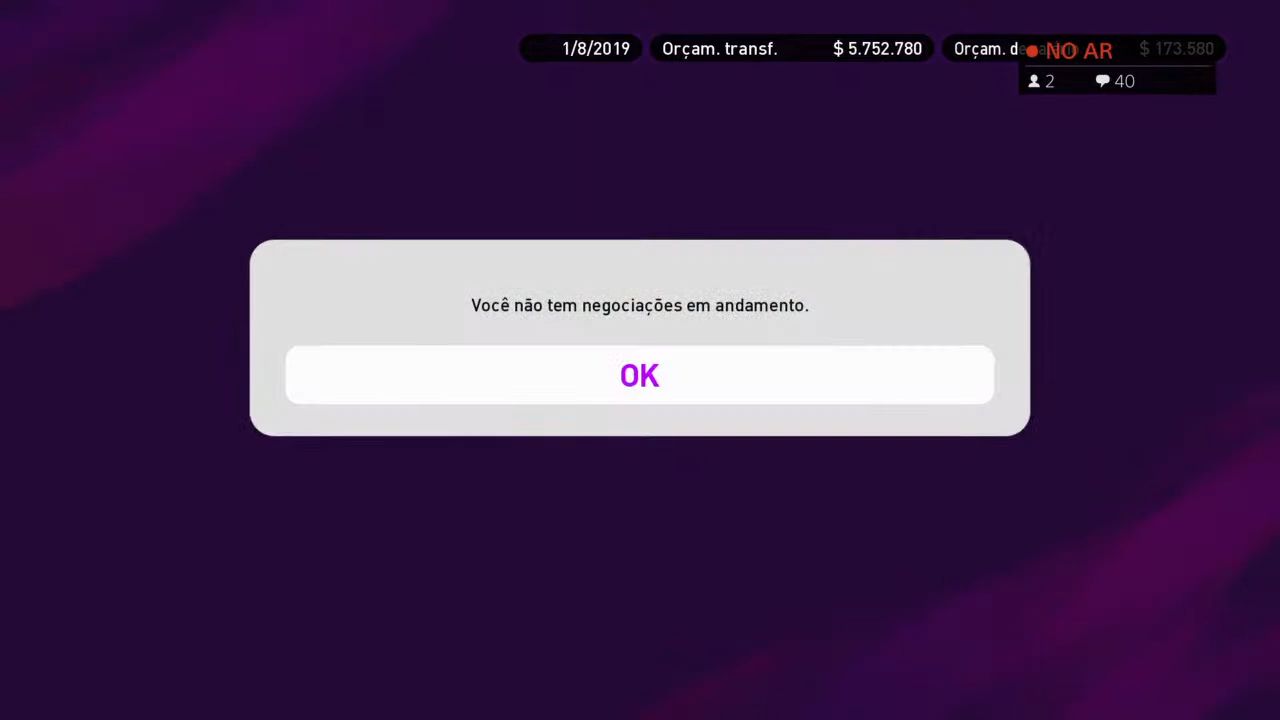 1/8/2019 Orçam. transf. $ 5.752.780 Orçam. $ 173.580
NO AR
2 40
Você não tem negociações em andamento.
OK